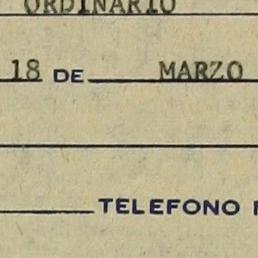 ORDINARIO
18 DE MARZO
TELEFONO